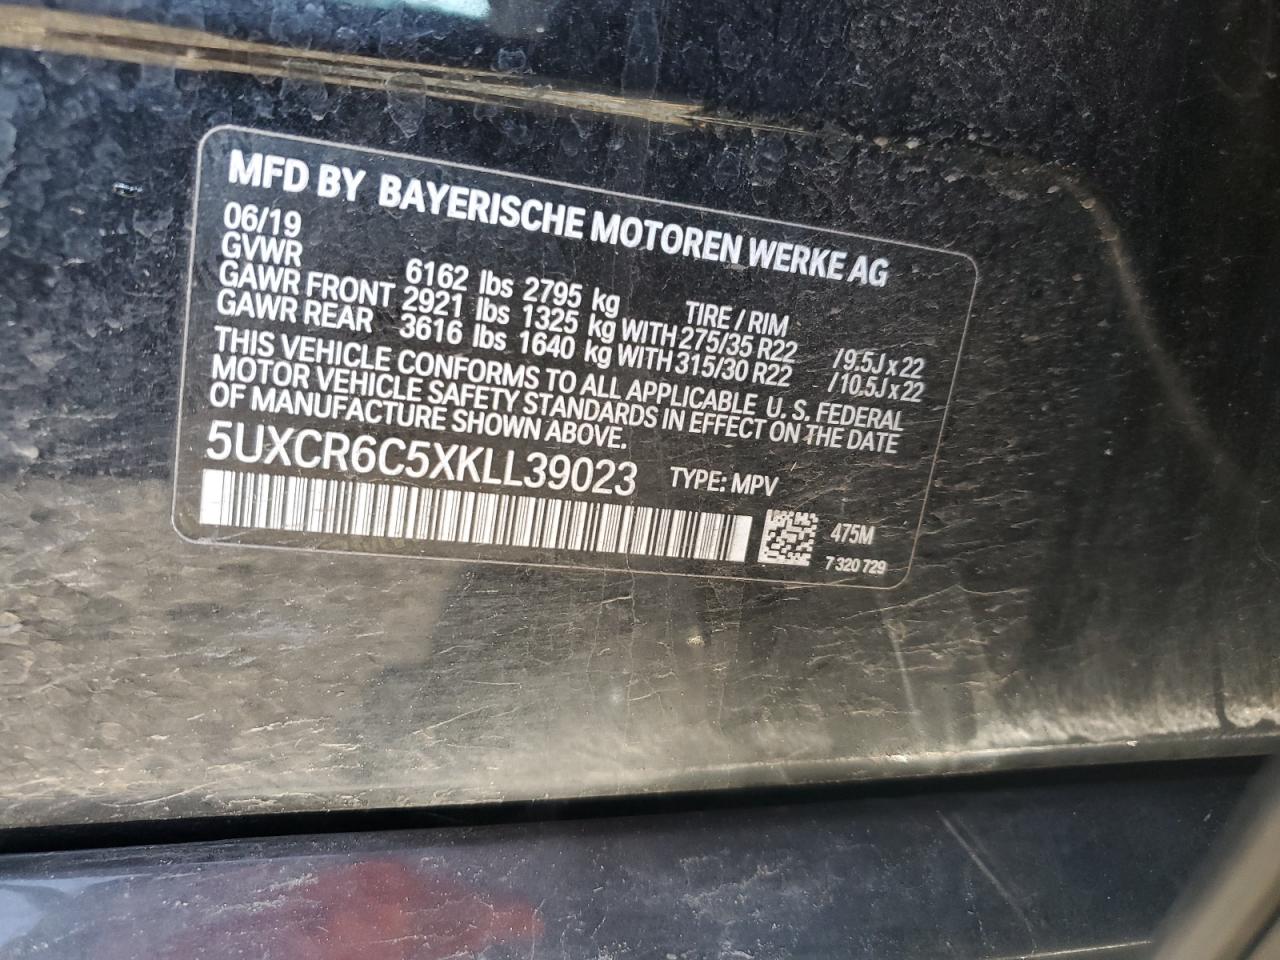 MFD BY BAYERISCHE MOTOREN WERKE AG
06/19
GVWR 6162 lbs 2795 kg TIRE / RIM
GAWR FRONT 2921 lbs 1325 kg WITH 275/35 R22 /9.5J x 22
GAWR REAR 3616 lbs 1640 kg WITH 315/30 R22 /10.5J x 22
THIS VEHICLE CONFORMS TO ALL APPLICABLE U. S. FEDERAL
MOTOR VEHICLE SAFETY STANDARDS IN EFFECT ON THE DATE
OF MANUFACTURE SHOWN ABOVE.
5UXCR6C5XKLL39023 TYPE: MPV
475M
7 320 729